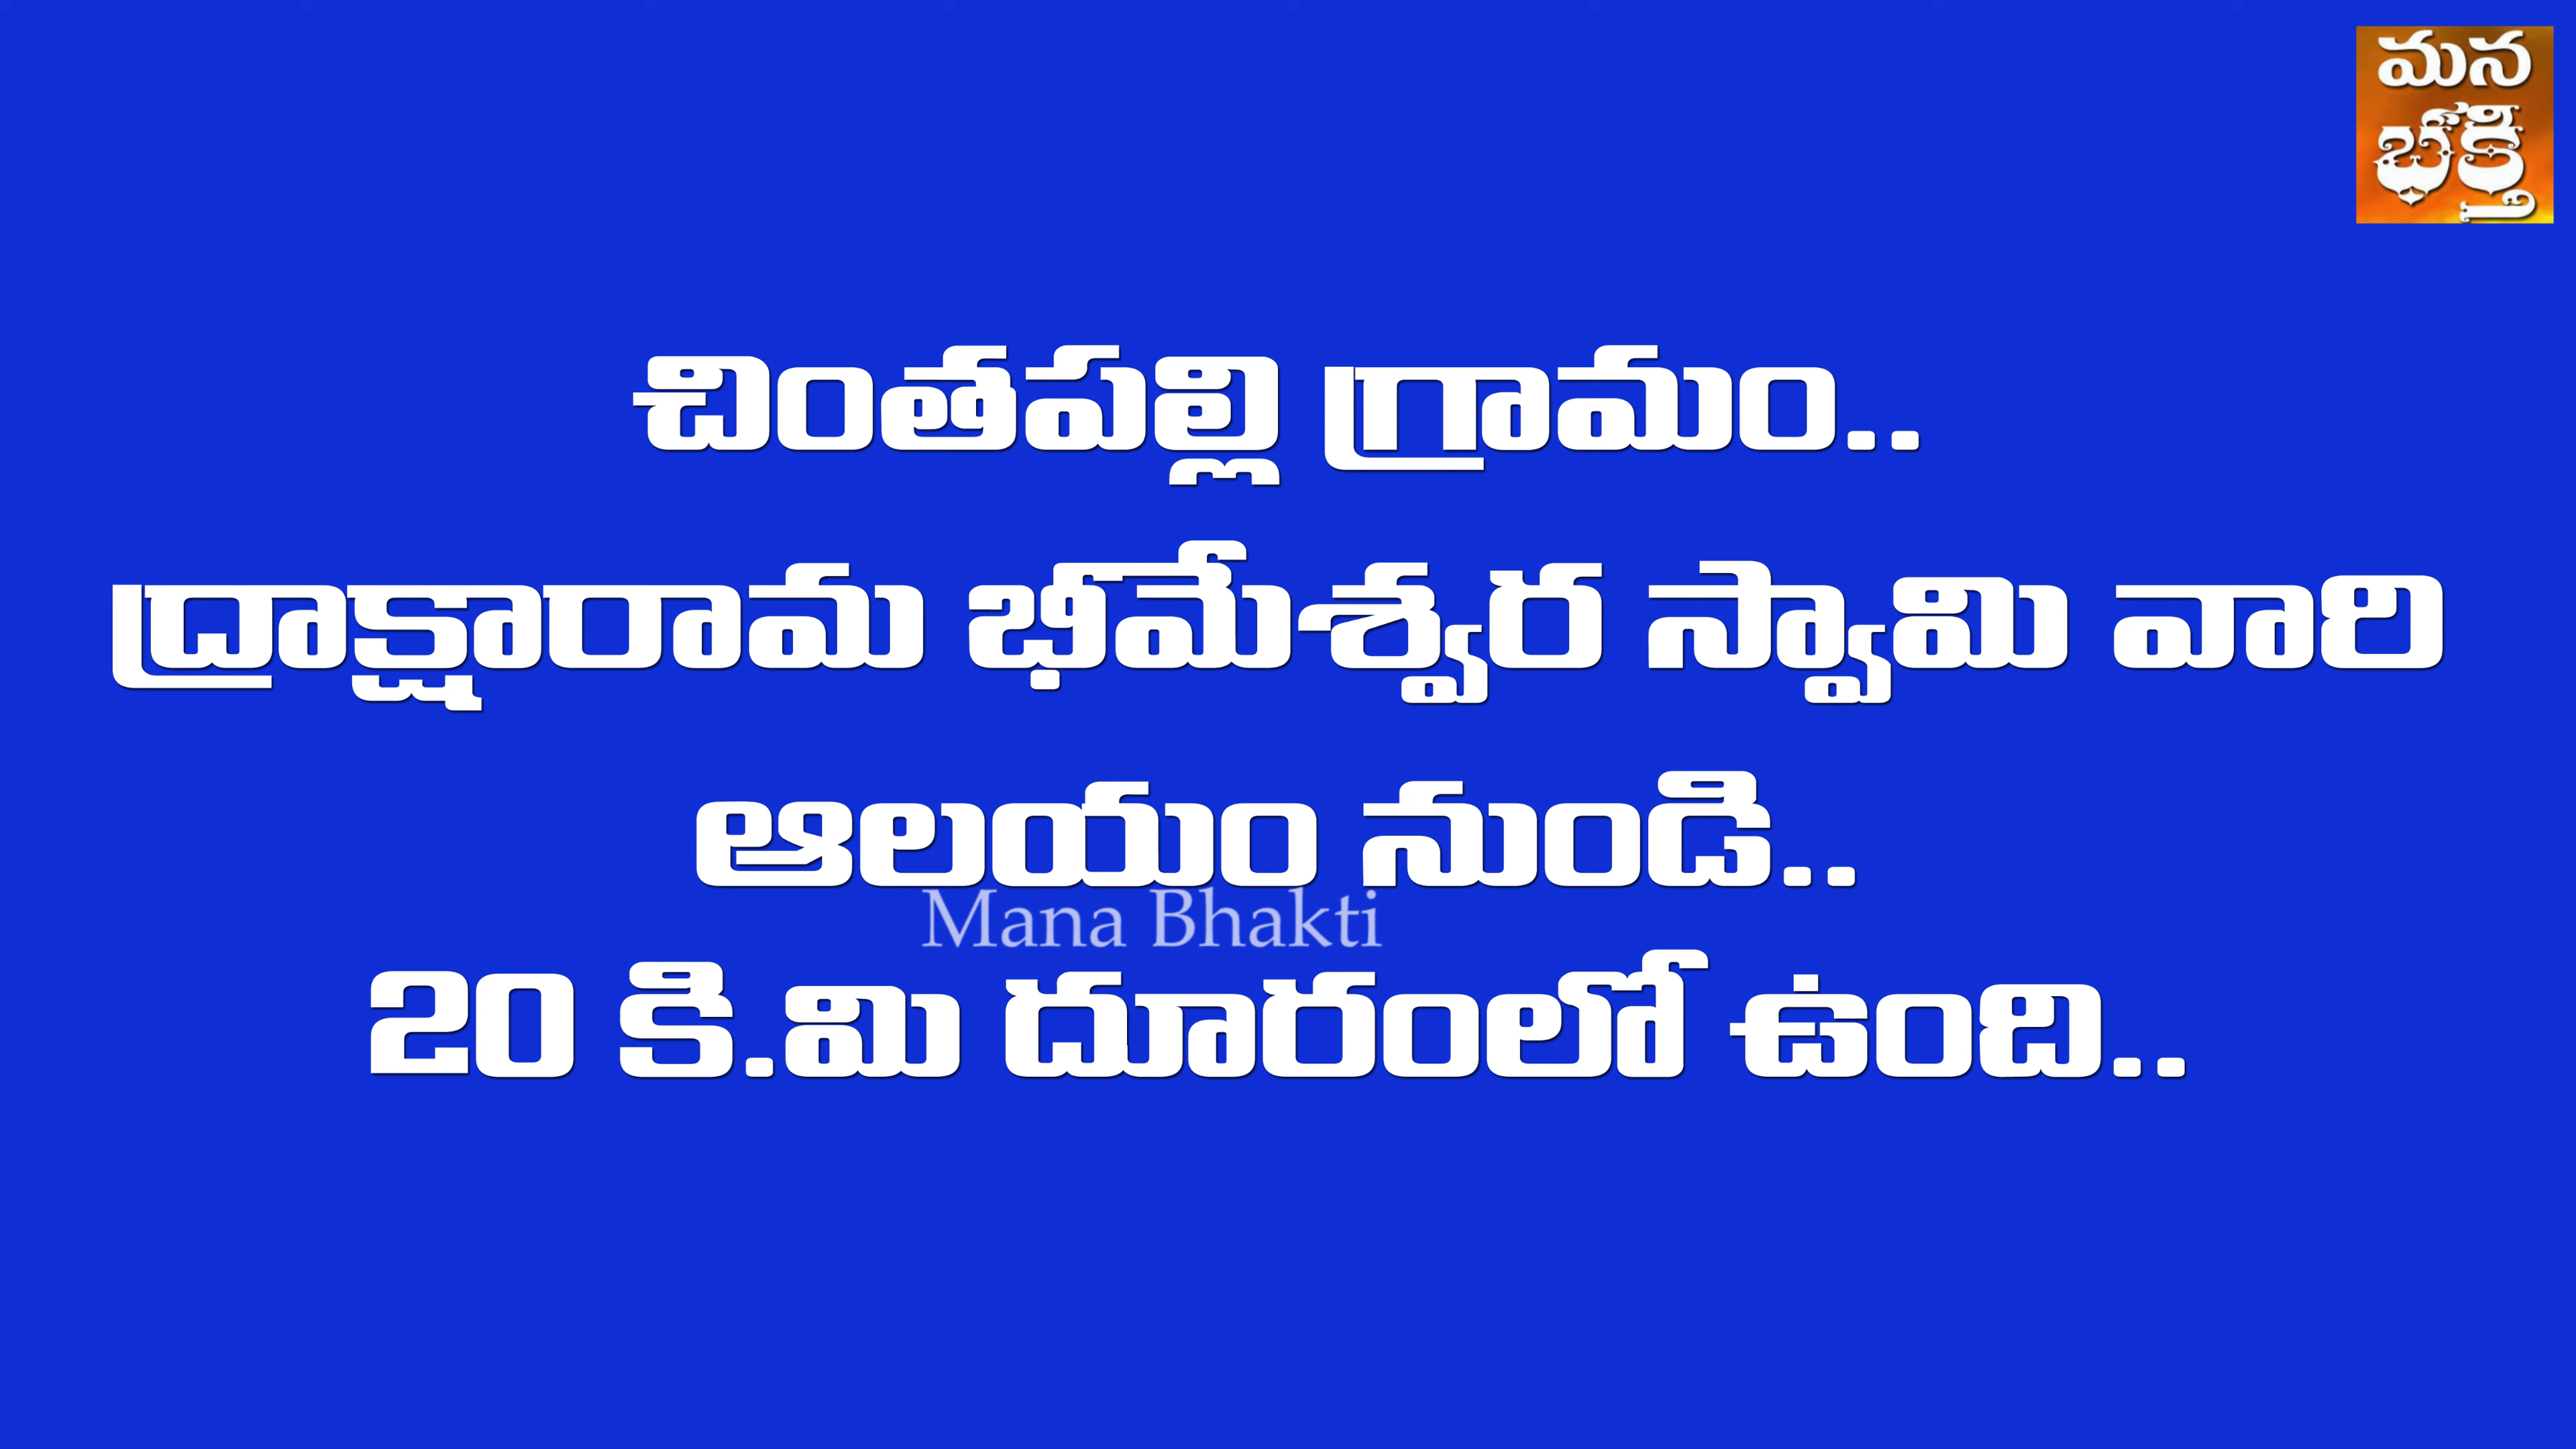 మన
భక్తి
చింతపల్లి గ్రామం..
ద్రాక్షారామ భీమేశ్వర స్వామి వారి
ఆలయం నుండి..
Mana Bhakti
20 కి.మి దూరంలో ఉంది..